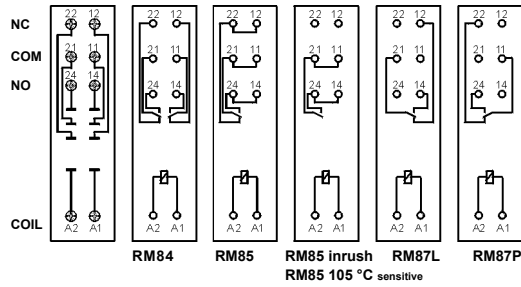 22 12 22 12 22 12 22 12 22 12 22 12
NC
COM
21 11 21 11 21 11 21 11 21 11 21 11
NO
24 14 24 14 24 14 24 14 24 14 24 14
COIL
A2 A1 A2 A1 A2 A1 A2 A1 A2 A1 A2 A1
RM84 RM85 RM85 inrush RM87L RM87P
RM85 105 °C sensitive